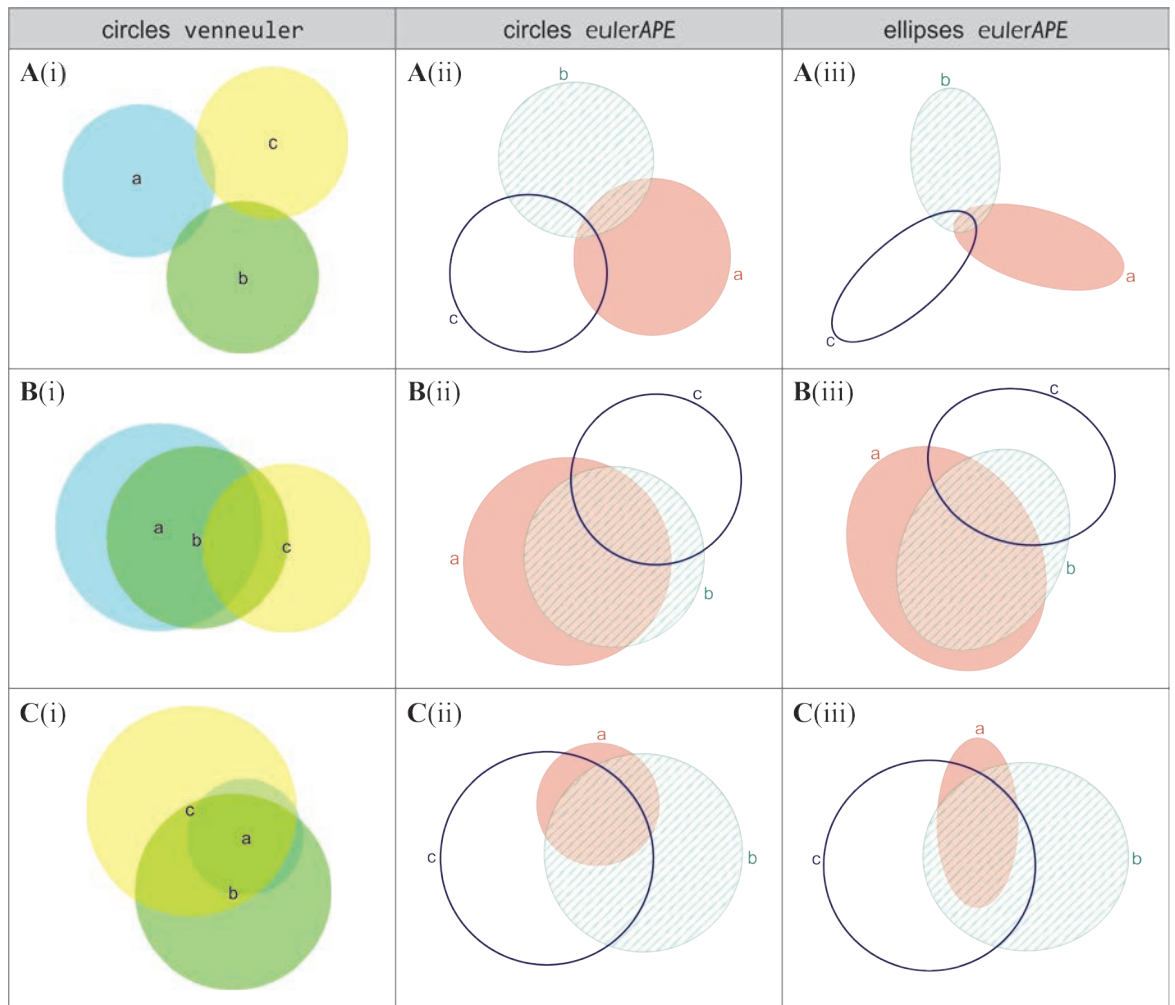 circles venneuler circles eulerAPE ellipses eulerAPE
A(i) A(ii) A(iii)
b
b
c
a
a
a
b
c
c
B(i) B(ii) B(iii)
c
c
a
a
b
c
a
b
b
C(i) C(ii) C(iii)
a
a
c
a
c
b
c
b
b